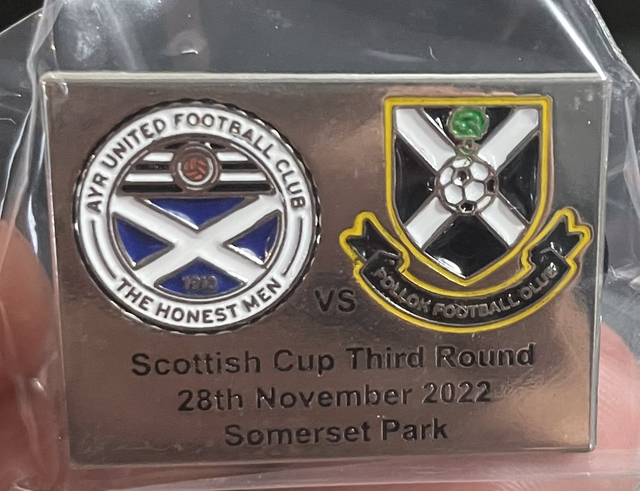 AYR UNITED FOOTBALL CLUB
1910
THE HONEST MEN
VS
POLLOK FOOTBALL CLUB
Scottish Cup Third Round
28th November 2022
Somerset Park